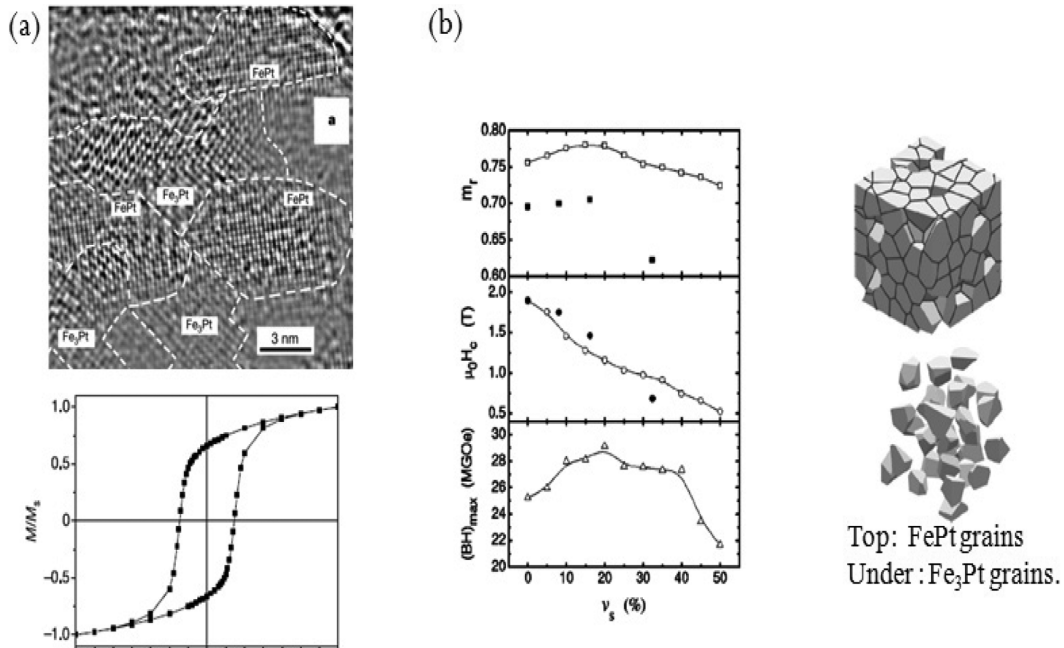 (a)
(b)
FePt
a
Fe₃Pt
FePt
FePt
Fe₃Pt
Fe₃Pt
3 nm
1.0
0.5
0
−0.5
−1.0
M/Mₛ
0.80
0.75
0.70
0.65
0.60
mᵣ
2.0
1.5
1.0
0.5
μ₀H_c (T)
30
28
26
24
22
20
(BH)max (MGOe)
0 10 20 30 40 50
νₛ (%)
Top: FePt grains
Under : Fe₃Pt grains.